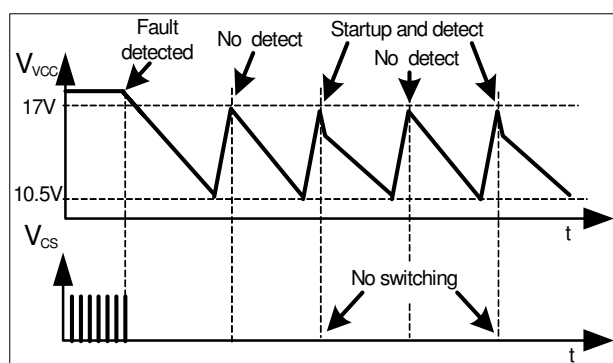 Fault detected
No detect
Startup and detect
No detect
VVCC
17V
10.5V
t
VCS
No switching
t